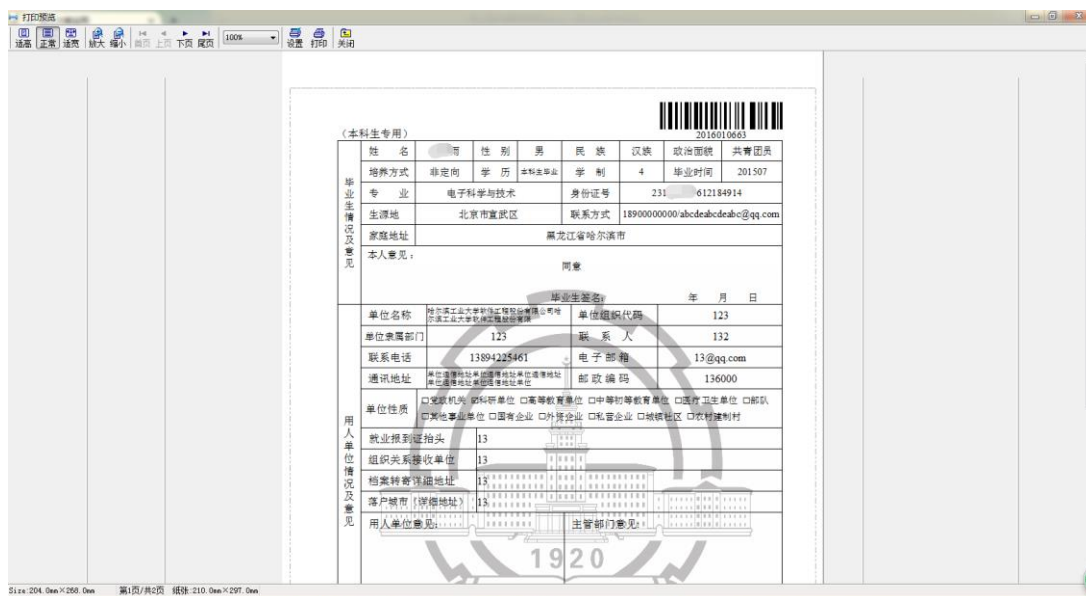 打印预览
适高 正常 适宽 放大 缩小 首页 上页 下页 尾页 100% 设置 打印 关闭
2016010663
（本科生专用）
毕业生情况及意见
姓 名 雨 性 别 男 民 族 汉族 政治面貌 共青团员
培养方式 非定向 学 历 本科生毕业 学 制 4 毕业时间 201507
专 业 电子科学与技术 身份证号 231 612184914
生源地 北京市宣武区 联系方式 18900000000/abcdeabcdeabc@qq.com
家庭地址 黑龙江省哈尔滨市
本人意见：
同意
毕业生签名： 年 月 日
用人单位情况及意见
单位名称 哈尔滨工业大学软件工程股份有限公司哈尔滨工业大学软件工程股份有限 单位组织代码 123
单位隶属部门 123 联 系 人 132
联系电话 13894225461 电子邮箱 13@qq.com
通讯地址 单位通信地址单位通信地址单位通信地址单位通信地址单位通信地址单位 邮政编码 136000
单位性质 □党政机关 ☑科研单位 □高等教育单位 □中等初等教育单位 □医疗卫生单位 □部队
□其他事业单位 □国有企业 □外资企业 □私营企业 □城镇社区 □农村建制村
就业报到证抬头 13
组织关系接收单位 13
档案转寄详细地址 13
落户城市（详细地址） 13
用人单位意见： 主管部门意见：
1920
Size:204.0mm×268.0mm 第1页/共2页 纸张:210.0mm×297.0mm